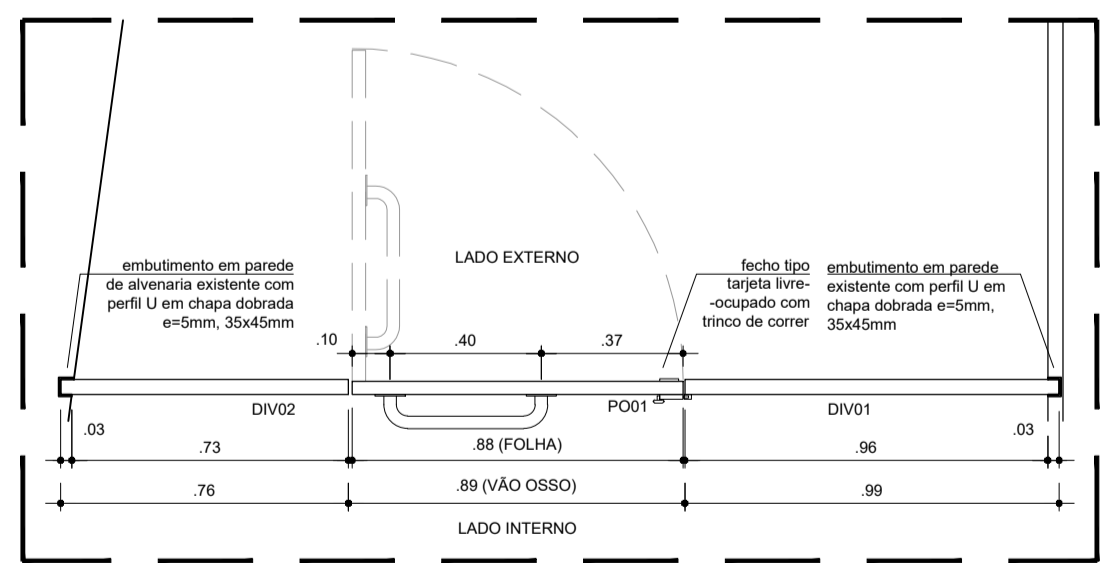 LADO EXTERNO
embutimento em parede
de alvenaria existente com
perfil U em chapa dobrada
e=5mm, 35x45mm
fecho tipo
tarjeta livre-
-ocupado com
trinco de correr
embutimento em parede
existente com perfil U em
chapa dobrada e=5mm,
35x45mm
.10
.40
.37
DIV02
PO01
DIV01
.03
.73
.88 (FOLHA)
.96
.03
.76
.89 (VÃO OSSO)
.99
LADO INTERNO